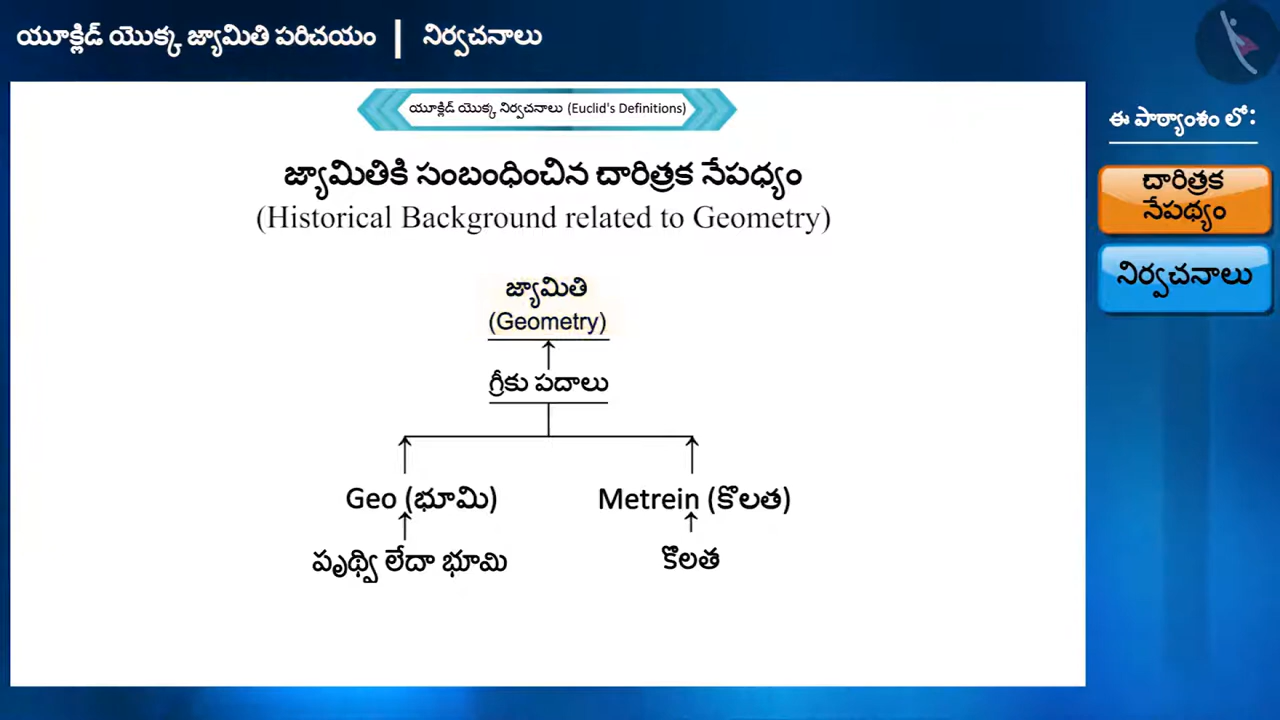 యూక్లిడ్ యొక్క జ్యామితి పరిచయం | నిర్వచనాలు
యూక్లిడ్ యొక్క నిర్వచనాలు (Euclid's Definitions)
జ్యామితికి సంబంధించిన చారిత్రక నేపధ్యం
(Historical Background related to Geometry)
జ్యామితి
(Geometry)
గ్రీకు పదాలు
Geo (భూమి) Metrein (కొలత)
పృథ్వి లేదా భూమి కొలత
ఈ పాఠ్యాంశం లో:
చారిత్రక
నేపథ్యం
నిర్వచనాలు